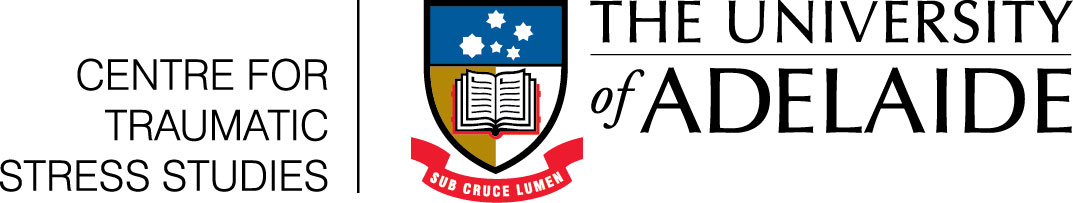 CENTRE FOR
TRAUMATIC
STRESS STUDIES
SUB CRUCE LUMEN
THE UNIVERSITY
of ADELAIDE